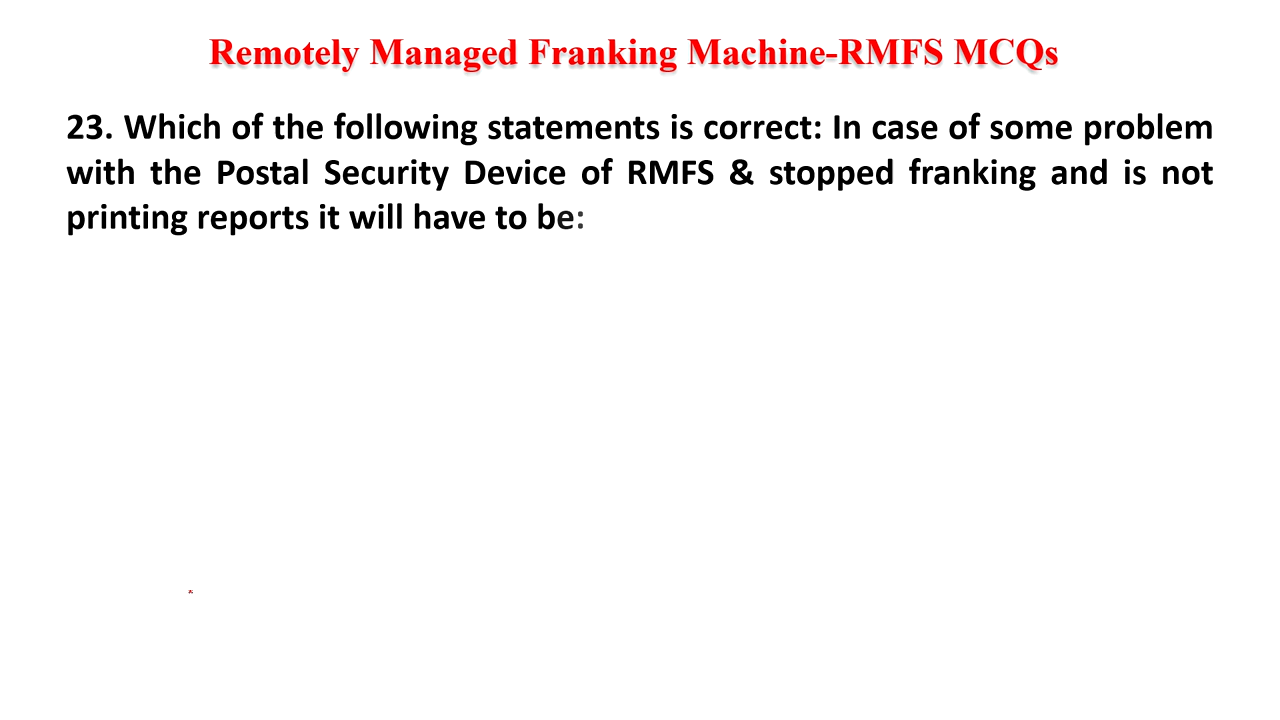 Remotely Managed Franking Machine-RMFS MCQs
23. Which of the following statements is correct: In case of some problem
with the Postal Security Device of RMFS & stopped franking and is not
printing reports it will have to be: